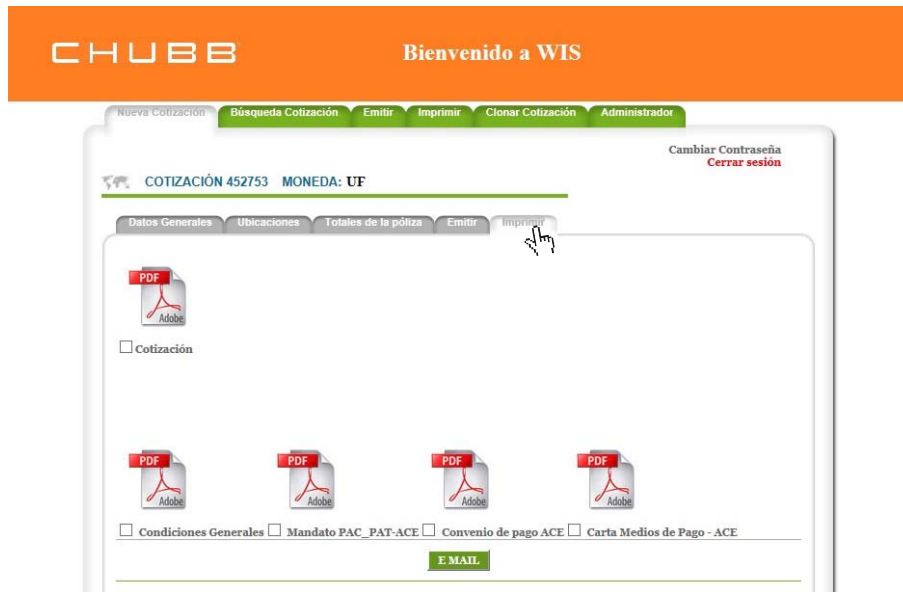 CHUBB
Bienvenido a WIS
Nueva Cotización Búsqueda Cotización Emitir Imprimir Clonar Cotización Administrador
Cambiar Contraseña
Cerrar sesión
COTIZACIÓN 452753 MONEDA: UF
Datos Generales Ubicaciones Totales de la póliza Emitir Imprimir
PDF
Adobe
Cotización
PDF PDF PDF PDF
Adobe Adobe Adobe Adobe
Condiciones Generales Mandato PAC_PAT-ACE Convenio de pago ACE Carta Medios de Pago - ACE
E MAIL